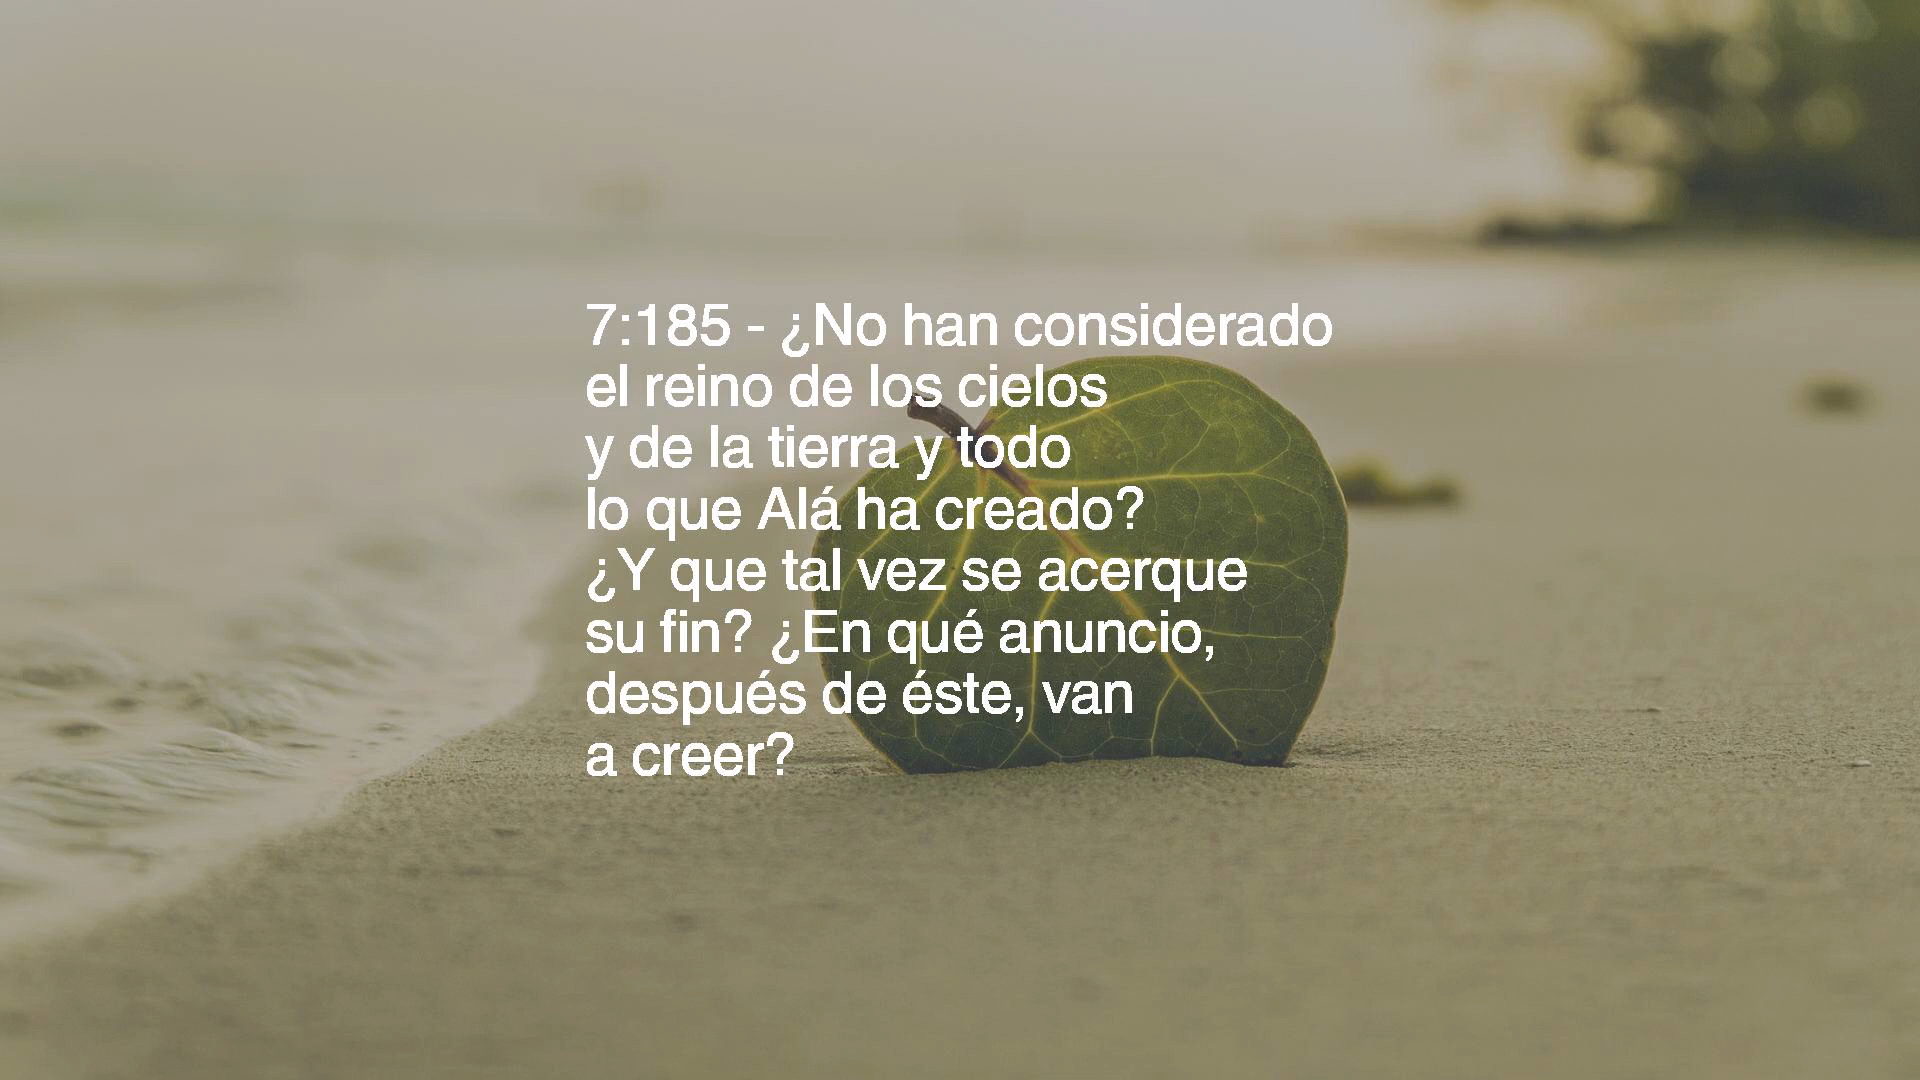 7:185 - ¿No han considerado
el reino de los cielos
y de la tierra y todo
lo que Alá ha creado?
¿Y que tal vez se acerque
su fin? ¿En qué anuncio,
después de éste, van
a creer?